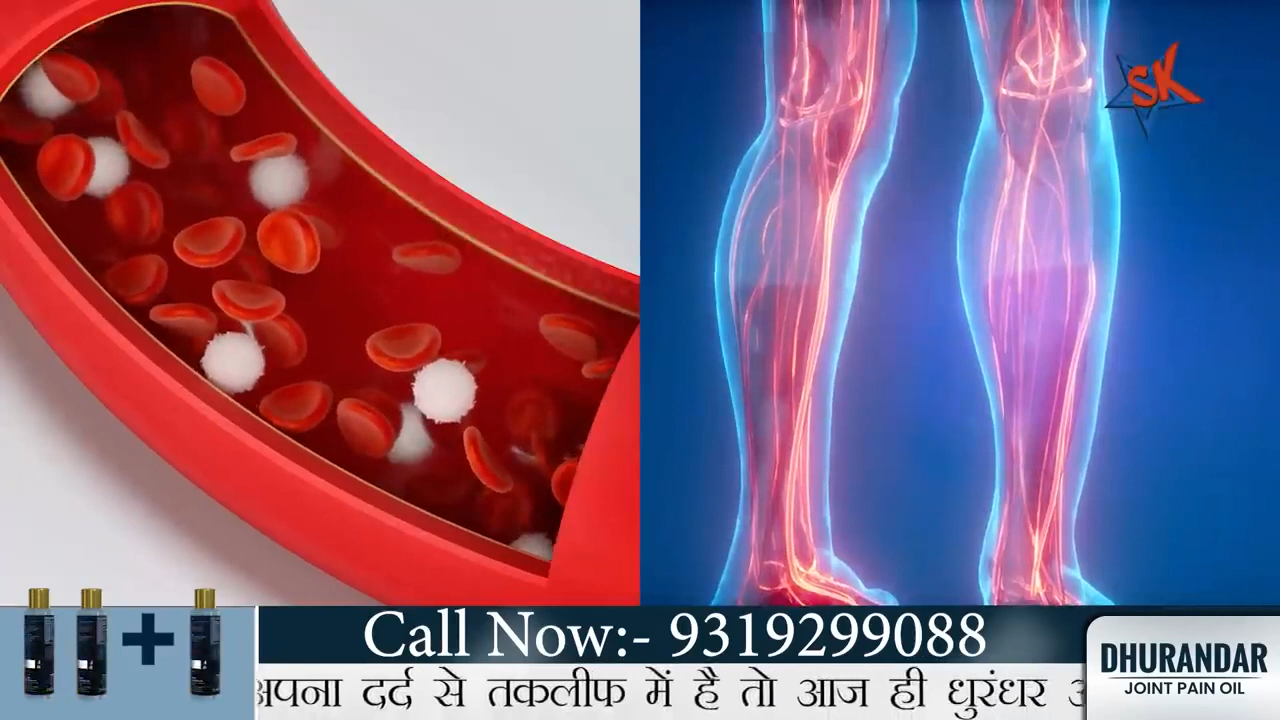 SK
Call Now:- 9319299088
अपना दर्द से तकलीफ में है तो आज ही धुरंधर
DHURANDAR
JOINT PAIN OIL